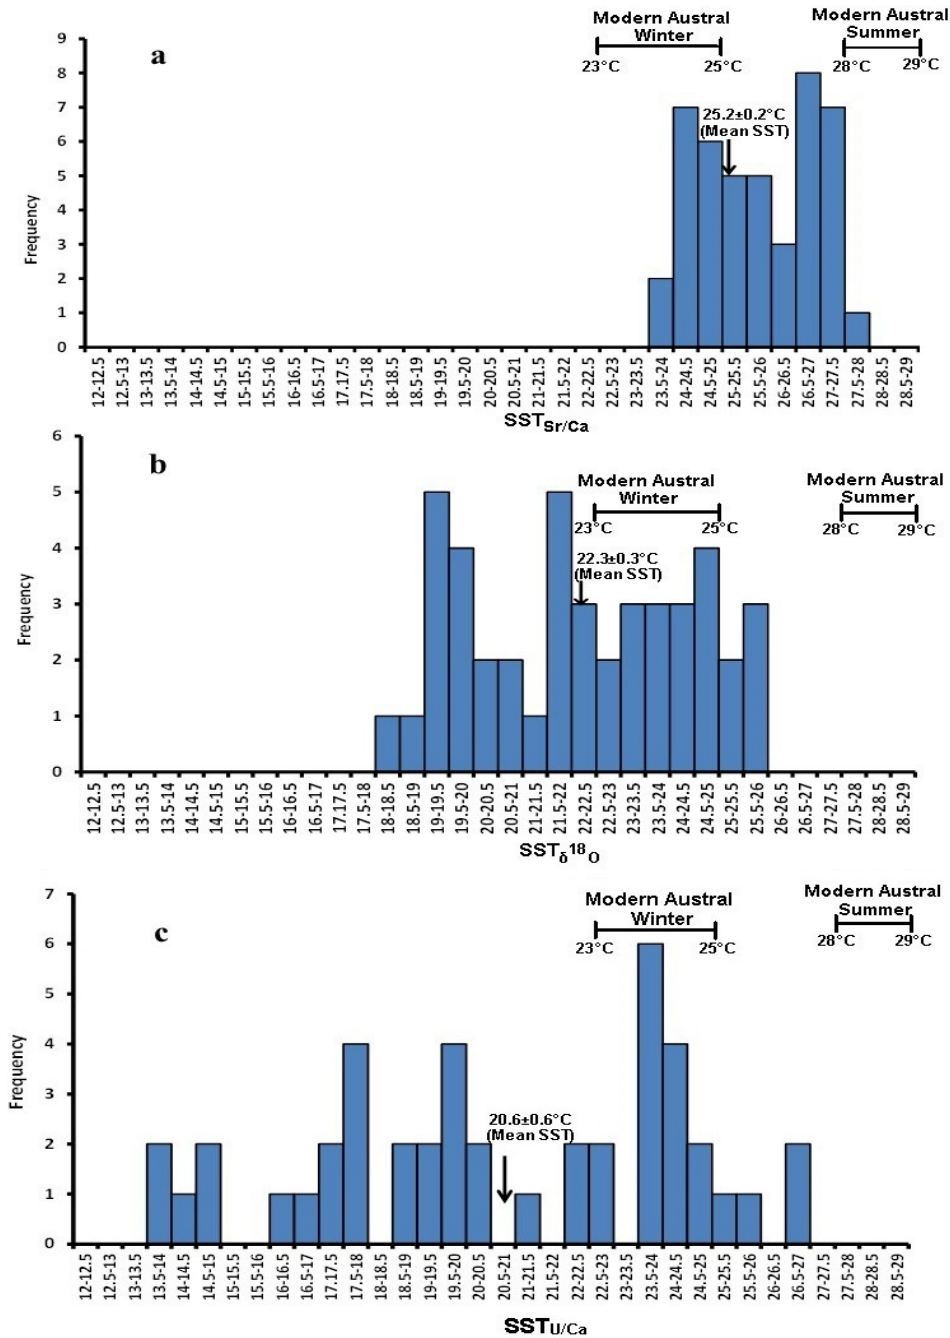 a
Modern Austral
Winter
23°C 25°C
Modern Austral
Summer
28°C 29°C
25.2±0.2°C
(Mean SST)
Frequency
9
8
7
6
5
4
3
2
1
0
12-12.5 12.5-13 13-13.5 13.5-14 14-14.5 14.5-15 15-15.5 15.5-16 16-16.5 16.5-17 17.17.5 17.5-18 18-18.5 18.5-19 19-19.5 19.5-20 20-20.5 20.5-21 21-21.5 21.5-22 22-22.5 22.5-23 23-23.5 23.5-24 24-24.5 24.5-25 25-25.5 25.5-26 26-26.5 26.5-27 27-27.5 27.5-28 28-28.5 28.5-29
SSTSr/Ca
b
Modern Austral
Winter
23°C 25°C
Modern Austral
Summer
28°C 29°C
22.3±0.3°C
(Mean SST)
Frequency
6
5
4
3
2
1
0
12-12.5 12.5-13 13-13.5 13.5-14 14-14.5 14.5-15 15-15.5 15.5-16 16-16.5 16.5-17 17.17.5 17.5-18 18-18.5 18.5-19 19-19.5 19.5-20 20-20.5 20.5-21 21-21.5 21.5-22 22-22.5 22.5-23 23-23.5 23.5-24 24-24.5 24.5-25 25-25.5 25.5-26 26-26.5 26.5-27 27-27.5 27.5-28 28-28.5 28.5-29
SSTδ18O
c
Modern Austral
Winter
23°C 25°C
Modern Austral
Summer
28°C 29°C
20.6±0.6°C
(Mean SST)
Frequency
7
6
5
4
3
2
1
0
12-12.5 12.5-13 13-13.5 13.5-14 14-14.5 14.5-15 15-15.5 15.5-16 16-16.5 16.5-17 17.17.5 17.5-18 18-18.5 18.5-19 19-19.5 19.5-20 20-20.5 20.5-21 21-21.5 21.5-22 22-22.5 22.5-23 23-23.5 23.5-24 24-24.5 24.5-25 25-25.5 25.5-26 26-26.5 26.5-27 27-27.5 27.5-28 28-28.5 28.5-29
SSTU/Ca